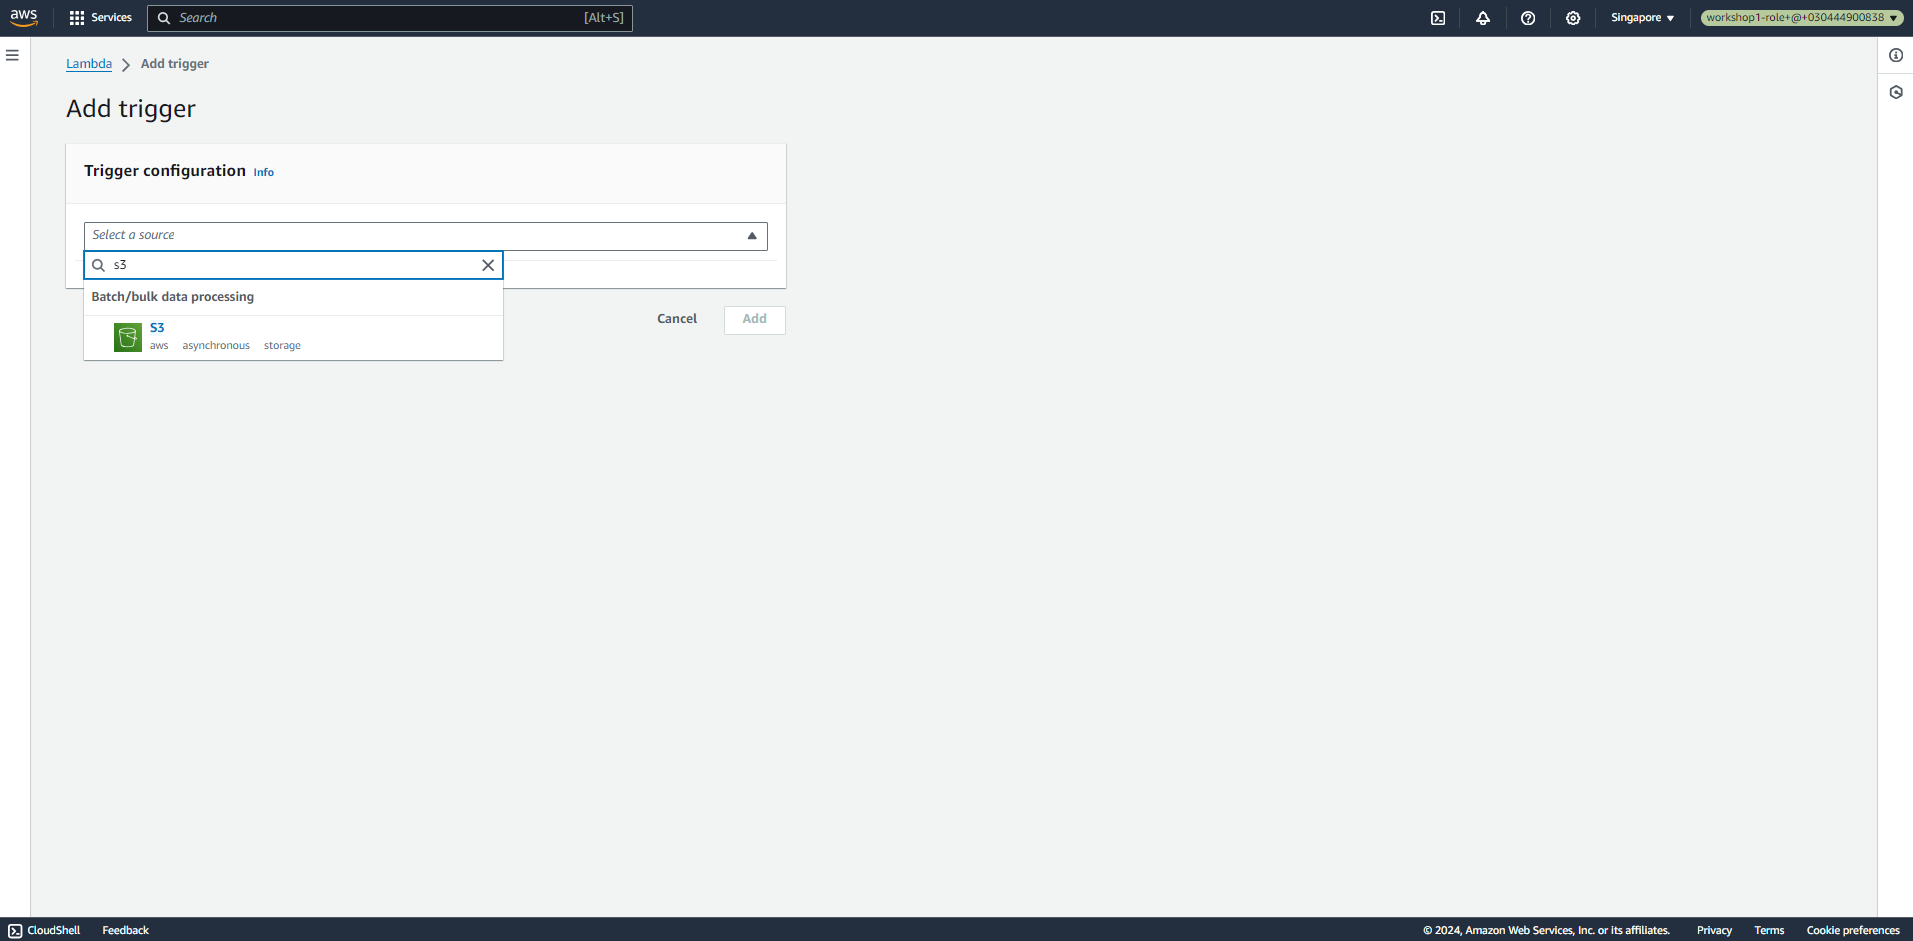 aws Services Search [Alt+S] Singapore workshop1-role+@+030444900838
Lambda Add trigger
Add trigger
Trigger configuration Info
Select a source
s3
Batch/bulk data processing
S3
aws asynchronous storage
Cancel Add
CloudShell Feedback © 2024, Amazon Web Services, Inc. or its affiliates. Privacy Terms Cookie preferences